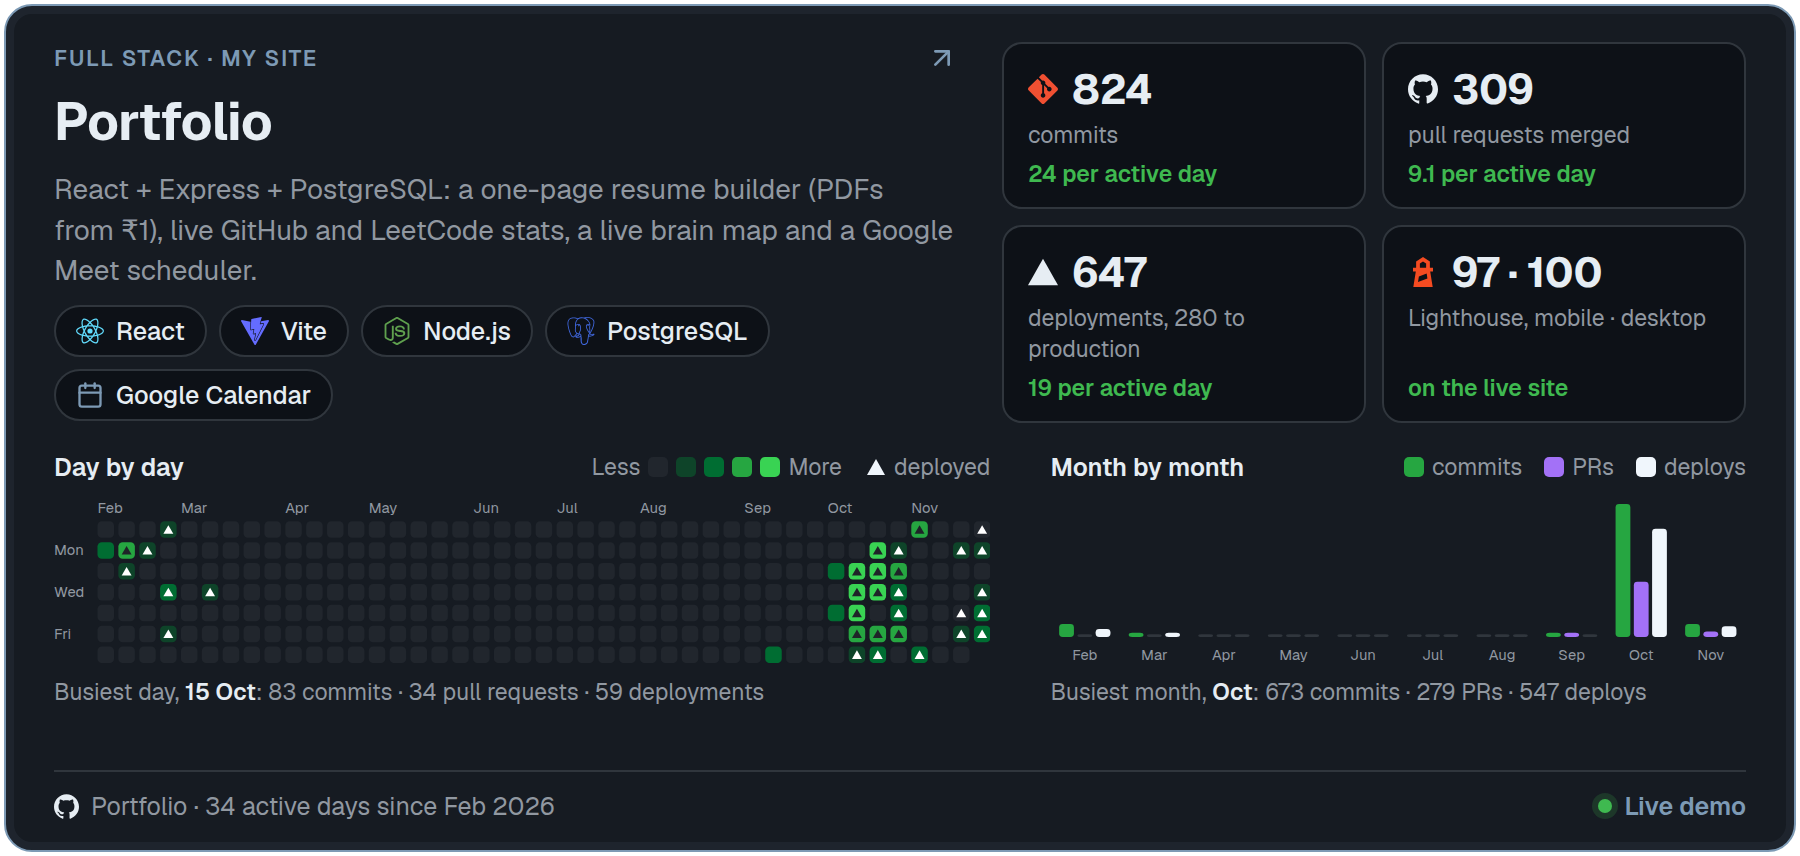 FULL STACK · MY SITE
Portfolio
React + Express + PostgreSQL: a one-page resume builder (PDFs
from ₹1), live GitHub and LeetCode stats, a live brain map and a Google
Meet scheduler.
React
Vite
Node.js
PostgreSQL
Google Calendar
824
commits
24 per active day
309
pull requests merged
9.1 per active day
647
deployments, 280 to
production
19 per active day
97 · 100
Lighthouse, mobile · desktop
on the live site
Day by day
Less
More
deployed
Feb Mar Apr May Jun Jul Aug Sep Oct Nov
Mon
Wed
Fri
Busiest day, 15 Oct: 83 commits · 34 pull requests · 59 deployments
Month by month
commits
PRs
deploys
Feb Mar Apr May Jun Jul Aug Sep Oct Nov
Busiest month, Oct: 673 commits · 279 PRs · 547 deploys
Portfolio · 34 active days since Feb 2026
Live demo